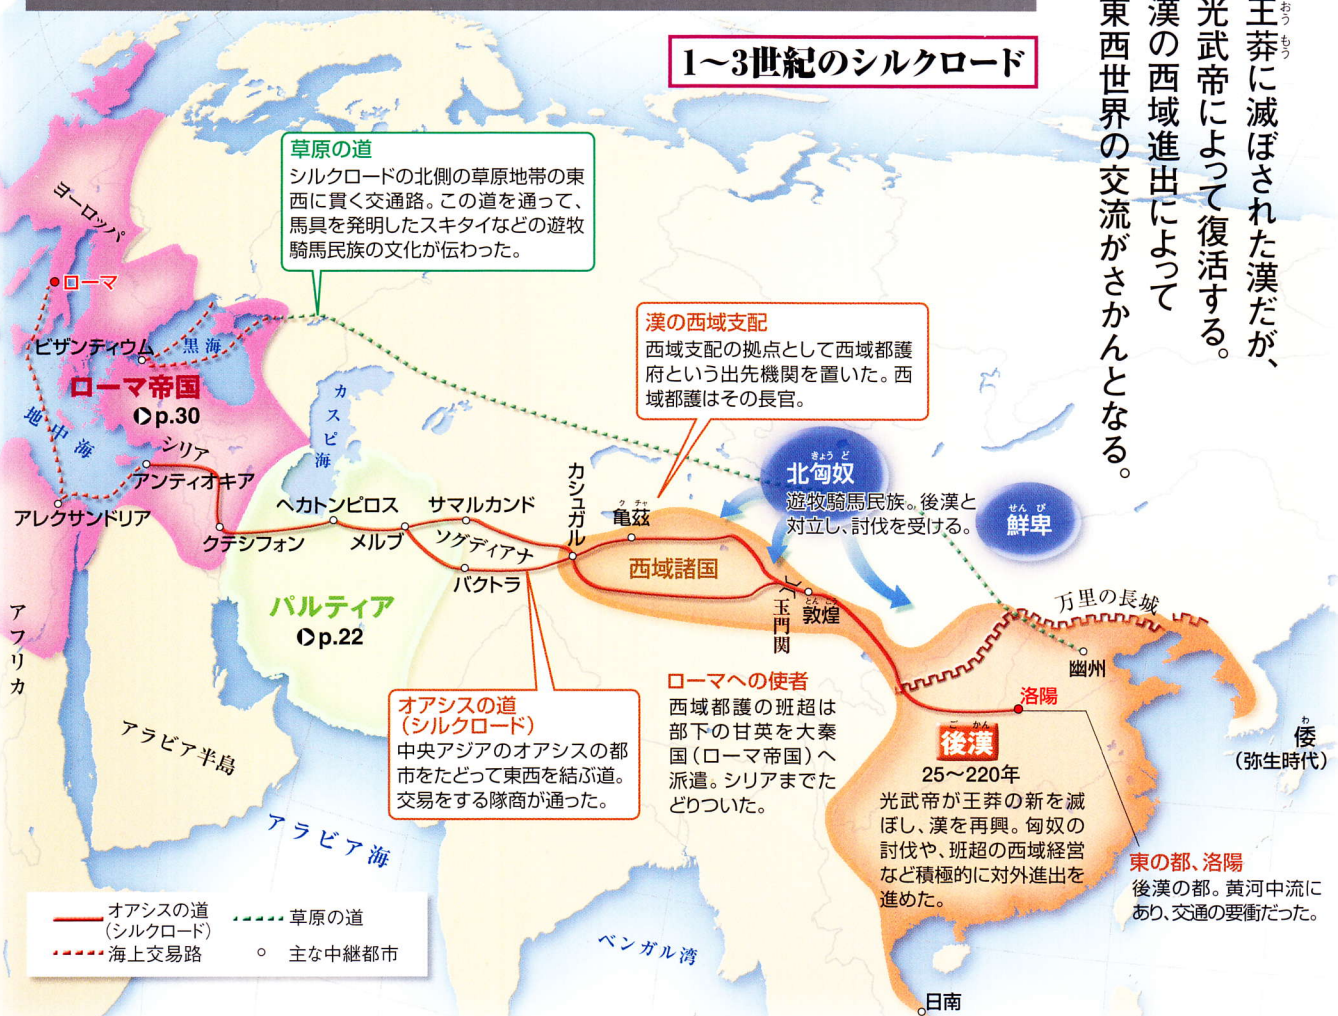 王莽に滅ぼされた漢だが、
おう もう
光武帝によって復活する。
漢の西域進出によって
東西世界の交流がさかんとなる。
1～3世紀のシルクロード
草原の道
シルクロードの北側の草原地帯の東
西に貫く交通路。この道を通って、
馬具を発明したスキタイなどの遊牧
騎馬民族の文化が伝わった。
漢の西域支配
西域支配の拠点として西域都護
府という出先機関を置いた。西
域都護はその長官。
ヨーロッパ
ローマ
ビザンティウム
黒海
ローマ帝国
p.30
地中海
シリア
アンティオキア
アレクサンドリア
カスピ海
クテシフォン
ヘカトンピロス
メルブ
サマルカンド
ソグディアナ
バクトラ
カシュガル
クチャ
亀茲
西域諸国
きょうど
北匈奴
遊牧騎馬民族。後漢と
対立し、討伐を受ける。
せんぴ
鮮卑
パルティア
p.22
玉門関
とんこう
敦煌
万里の長城
幽州
アフリカ
アラビア半島
オアシスの道
(シルクロード)
中央アジアのオアシスの都
市をたどって東西を結ぶ道。
交易をする隊商が通った。
ローマへの使者
西域都護の班超は
部下の甘英を大秦
国(ローマ帝国)へ
派遣。シリアまでた
どりついた。
洛陽
ごかん
後漢
25～220年
光武帝が王莽の新を滅
ぼし、漢を再興。匈奴の
討伐や、班超の西域経営
など積極的に対外進出を
進めた。
わ
倭
(弥生時代)
東の都、洛陽
後漢の都。黄河中流に
あり、交通の要衝だった。
アラビア海
ベンガル湾
日南
オアシスの道
(シルクロード)
草原の道
海上交易路
主な中継都市